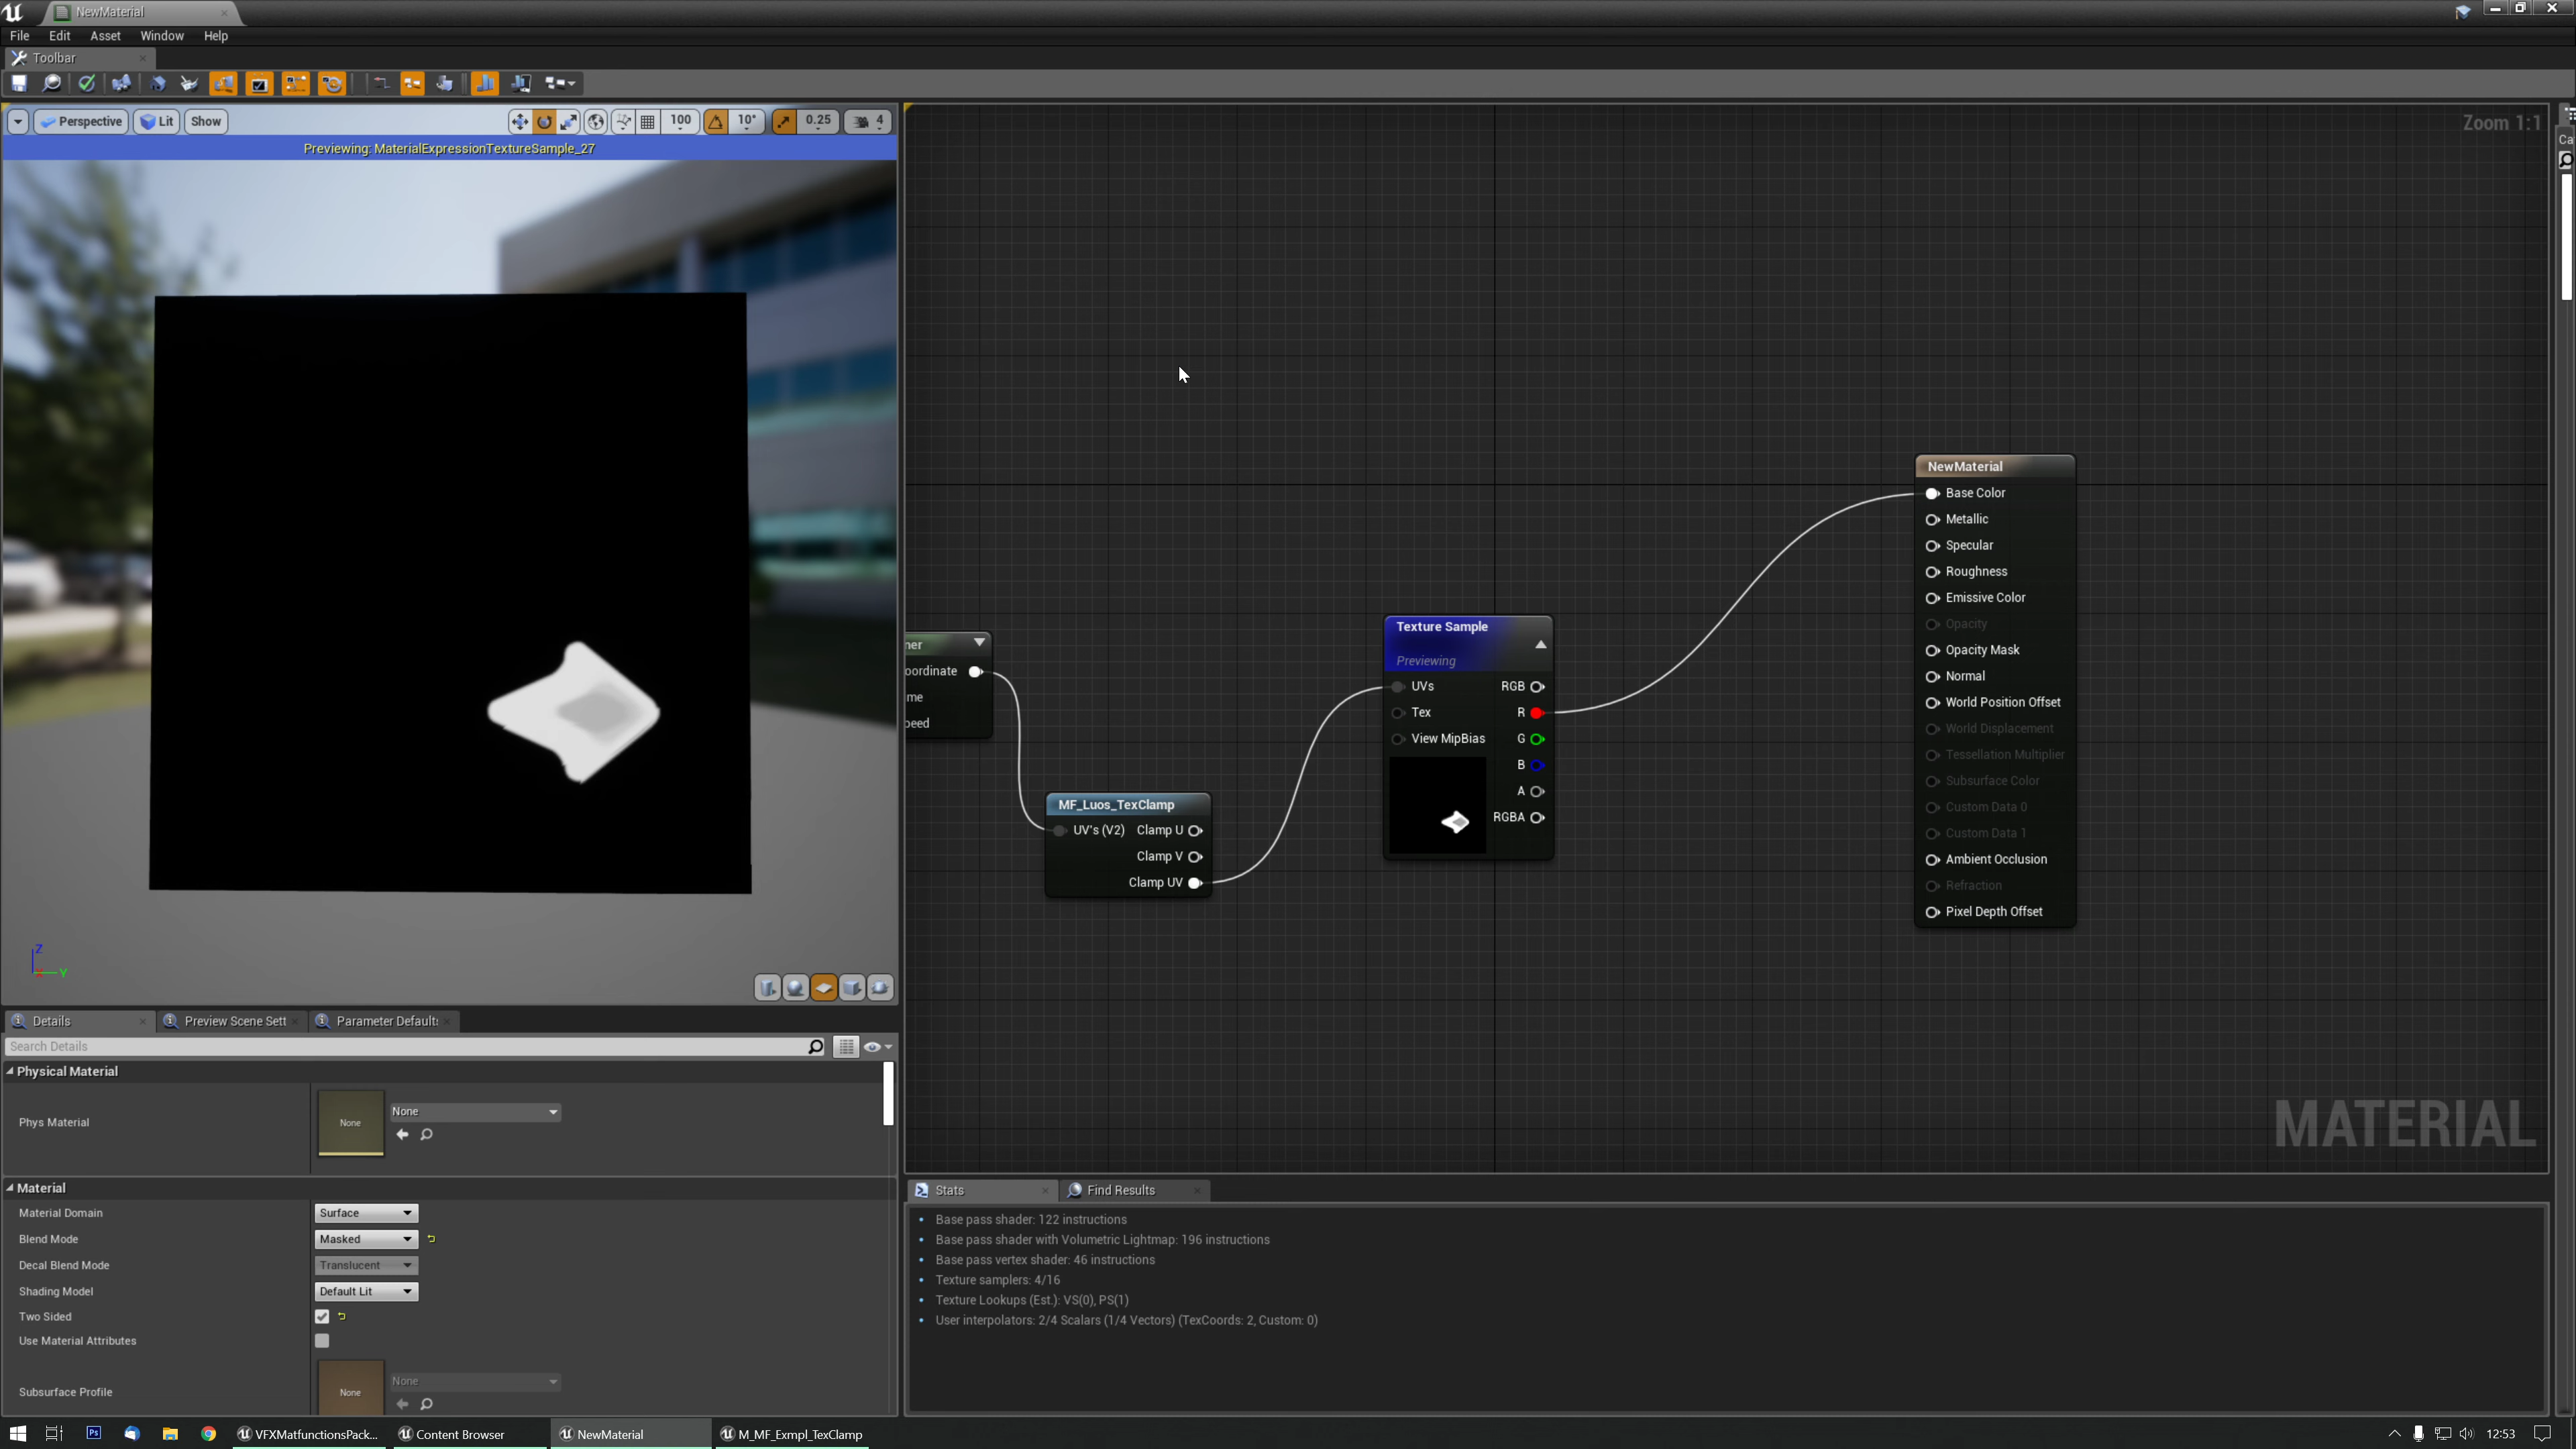 NewMaterial
File Edit Asset Window Help
Toolbar
Perspective Lit Show 100 10° 0.25 4
Previewing: MaterialExpressionTextureSample_27
Zoom 1:1
Ca
NewMaterial
Base Color
Metallic
Specular
Roughness
Emissive Color
Opacity
Opacity Mask
Normal
World Position Offset
World Displacement
Tessellation Multiplier
Subsurface Color
Custom Data 0
Custom Data 1
Ambient Occlusion
Refraction
Pixel Depth Offset
Texture Sample
Previewing
UVs RGB
Tex R
View MipBias G
B
A
RGBA
ner
oordinate
me
peed
MF_Luos_TexClamp
UV's (V2) Clamp U
Clamp V
Clamp UV
MATERIAL
Z
Y
Details Preview Scene Sett Parameter Default
Search Details
Physical Material
Phys Material None None
Material
Material Domain Surface
Blend Mode Masked
Decal Blend Mode Translucent
Shading Model Default Lit
Two Sided
Use Material Attributes
Subsurface Profile None None
Stats Find Results
Base pass shader: 122 instructions
Base pass shader with Volumetric Lightmap: 196 instructions
Base pass vertex shader: 46 instructions
Texture samplers: 4/16
Texture Lookups (Est.): VS(0), PS(1)
User interpolators: 2/4 Scalars (1/4 Vectors) (TexCoords: 2, Custom: 0)
Ps VFXMatfunctionsPack... Content Browser NewMaterial M_MF_Exmpl_TexClamp 12:53